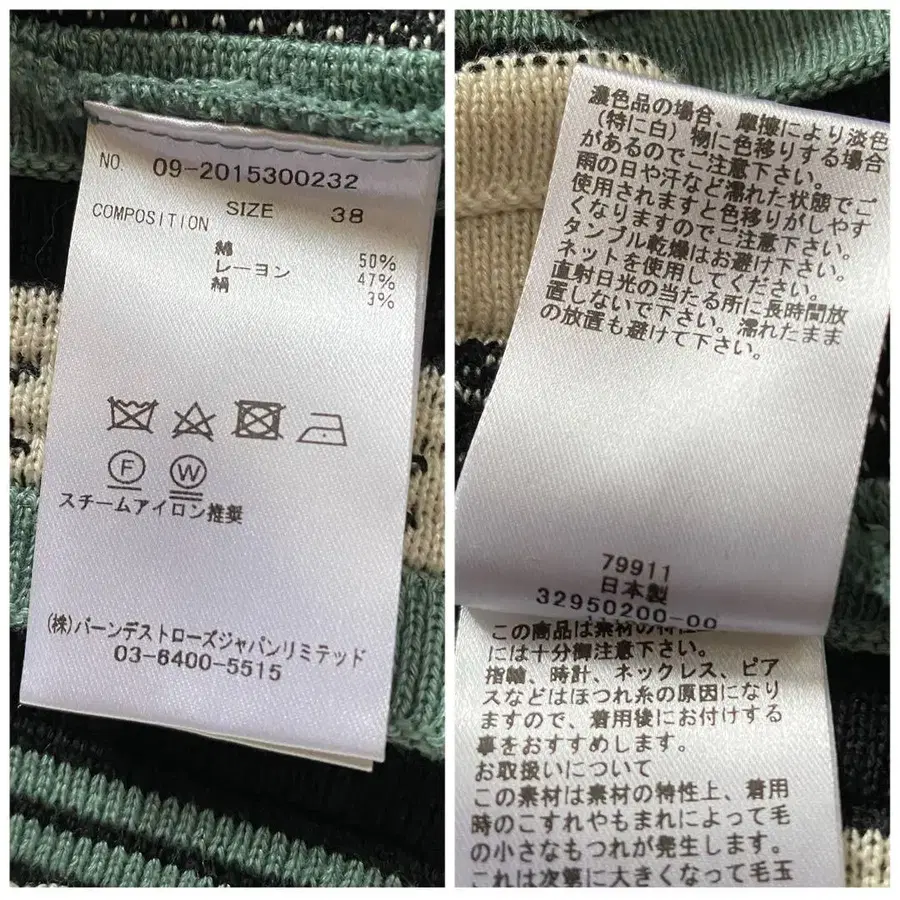 NO. 09-2015300232
SIZE 38
COMPOSITION
綿 50%
レーヨン 47%
絹 3%
F W
スチームアイロン推奨
(株)バーンデストローズジャパンリミテッド
03-6400-5515
濃色品の場合、摩擦により淡色
(特に白)物に色移りする場合
があるのでご注意下さい。
雨の日や汗など濡れた状態でご
使用されますと色移りがしやす
くなりますのでご注意下さい。
タンブル乾燥はお避け下さい。
ネットを使用してください。
直射日光の当たる所に長時間放
置しないで下さい。濡れたまま
の放置も避けて下さい。
79911
日本製
32950200-00
この商品は素材の特性上
には十分御注意下さい。
指輪、時計、ネックレス、ピア
スなどはほつれ糸の原因になり
ますので、着用後にお付けする
事をおすすめします。
お取扱いについて
この素材は素材の特性上、着用
時のこすれやもまれによって毛
の小さなもつれが発生します。
これは次第に大きくなって毛玉